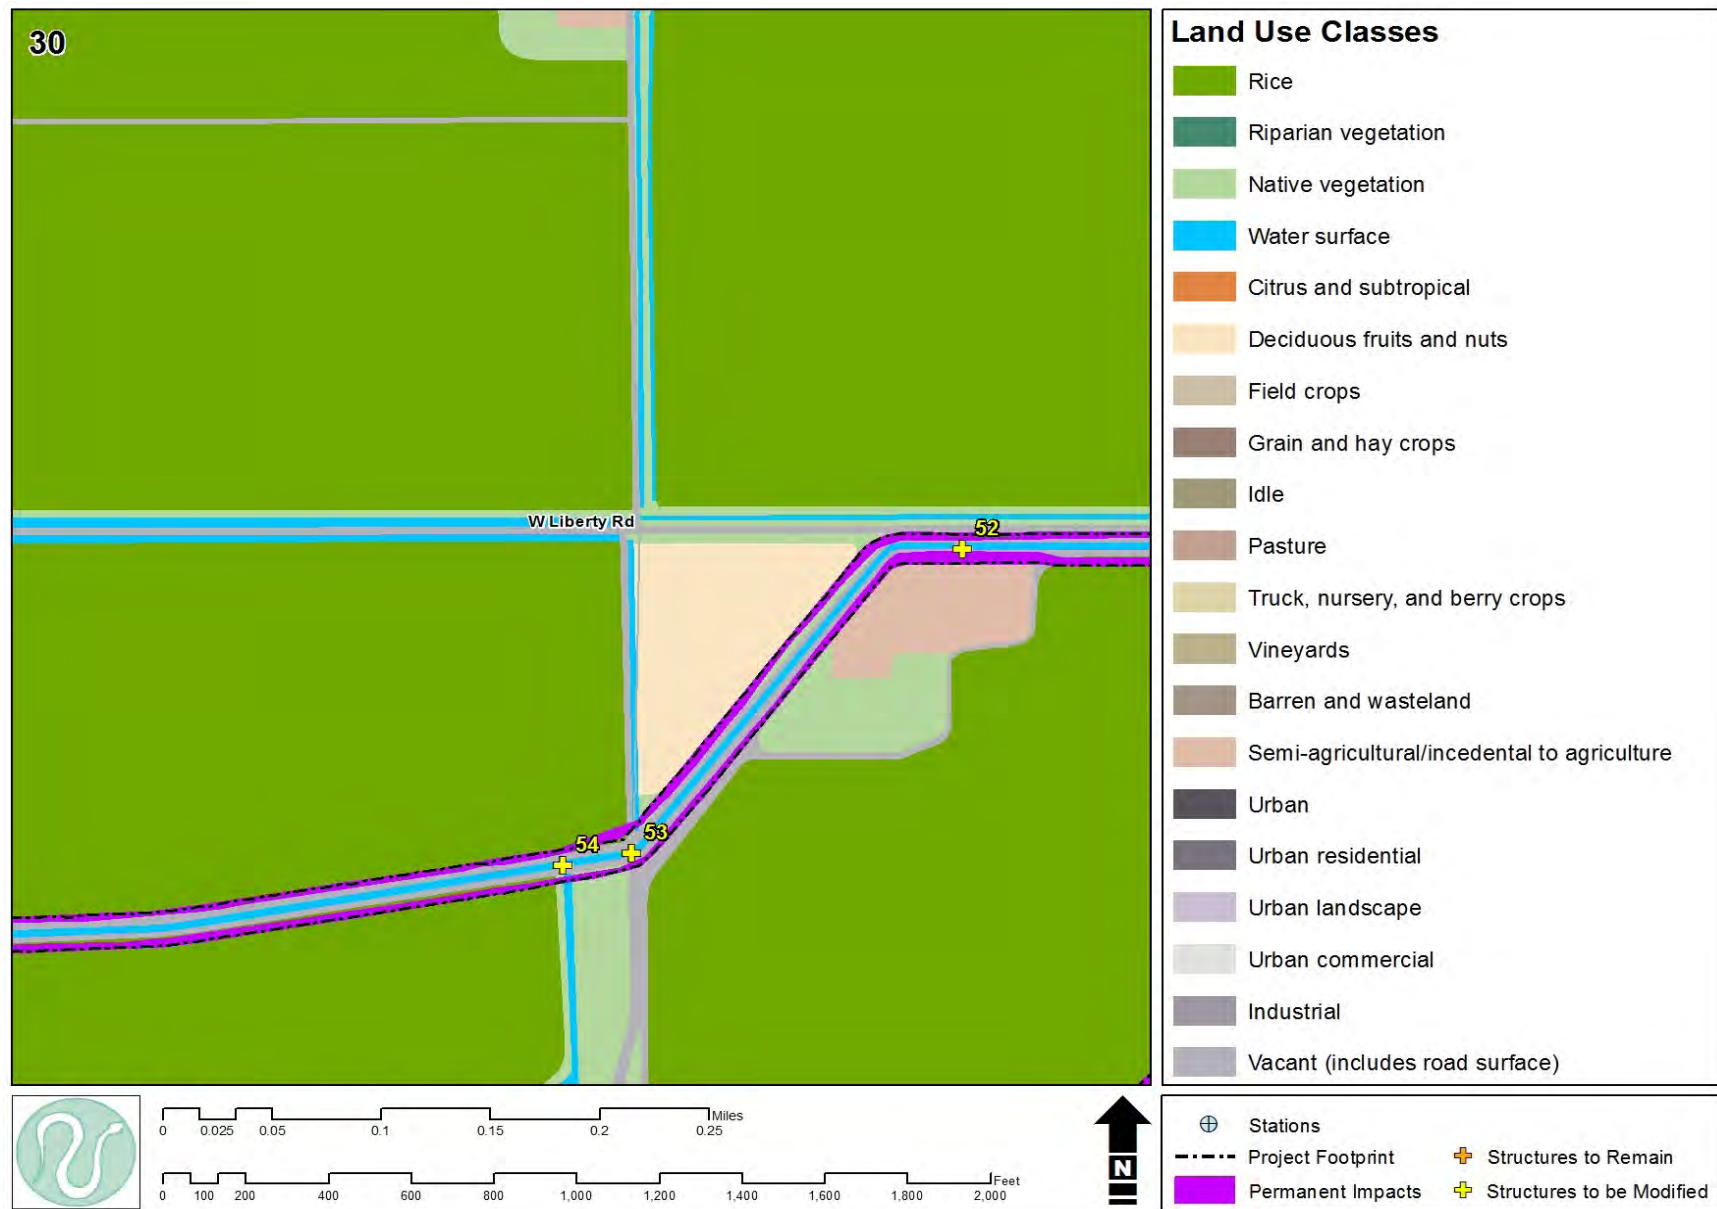 30
W Liberty Rd
52
53
54
Land Use Classes
Rice
Riparian vegetation
Native vegetation
Water surface
Citrus and subtropical
Deciduous fruits and nuts
Field crops
Grain and hay crops
Idle
Pasture
Truck, nursery, and berry crops
Vineyards
Barren and wasteland
Semi-agricultural/incedental to agriculture
Urban
Urban residential
Urban landscape
Urban commercial
Industrial
Vacant (includes road surface)
Miles
0 0.025 0.05 0.1 0.15 0.2 0.25
Feet
0 100 200 400 600 800 1,000 1,200 1,400 1,600 1,800 2,000
N
Stations
Project Footprint
Structures to Remain
Permanent Impacts
Structures to be Modified